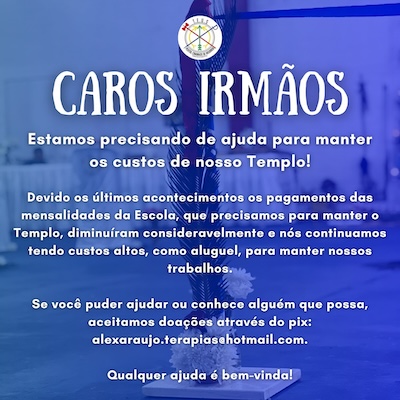 CAROS IRMÃOS
Estamos precisando de ajuda para manter
os custos de nosso Templo!
Devido os últimos acontecimentos os pagamentos das
mensalidades da Escola, que precisamos para manter o
Templo, diminuíram consideravelmente e nós continuamos
tendo custos altos, como aluguel, para manter nossos
trabalhos.
Se você puder ajudar ou conhece alguém que possa,
aceitamos doações através do pix:
alexaraujo.terapias@hotmail.com.
Qualquer ajuda é bem-vinda!